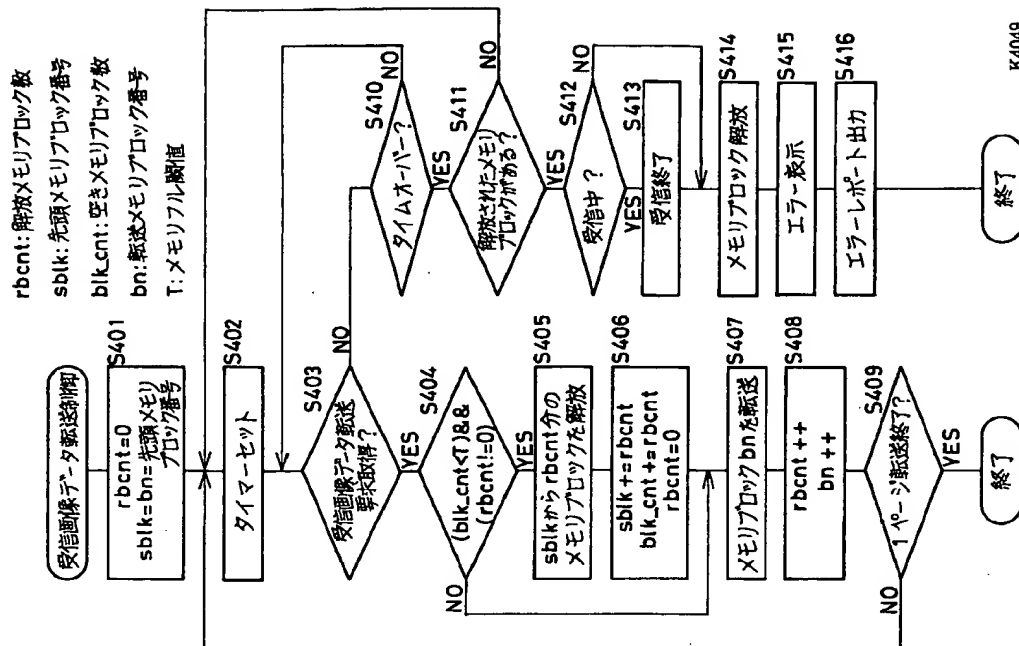 rbcnt:解放メモリブロック数
sblk:先頭メモリブロック番号
blk_cnt:空きメモリブロック数
bn:転送メモリブロック番号
T:メモリフル閾値
受信画像データ転送制御
S401
rbcnt=0
sblk=bn=先頭メモリ
ブロック番号
S402
タイマーセット
S403
受信画像データ転送
要求取得?
NO
YES
S404
(blk_cnt<T)&&
(rbcnt!=0)
NO
YES
S405
sblkからrbcnt分の
メモリブロックを解放
S406
sblk+=rbcnt
blk_cnt+=rbcnt
rbcnt=0
S407
メモリブロックbnを転送
S408
rbcnt++
bn++
S409
1ページ転送終了?
NO
YES
終了
S410
タイムオーバー?
NO
YES
S411
解放されたメモリ
ブロックがある?
NO
YES
S412
受信中?
NO
YES
S413
受信終了
S414
メモリブロック解放
S415
エラー表示
S416
エラーレポート出力
終了
K4049